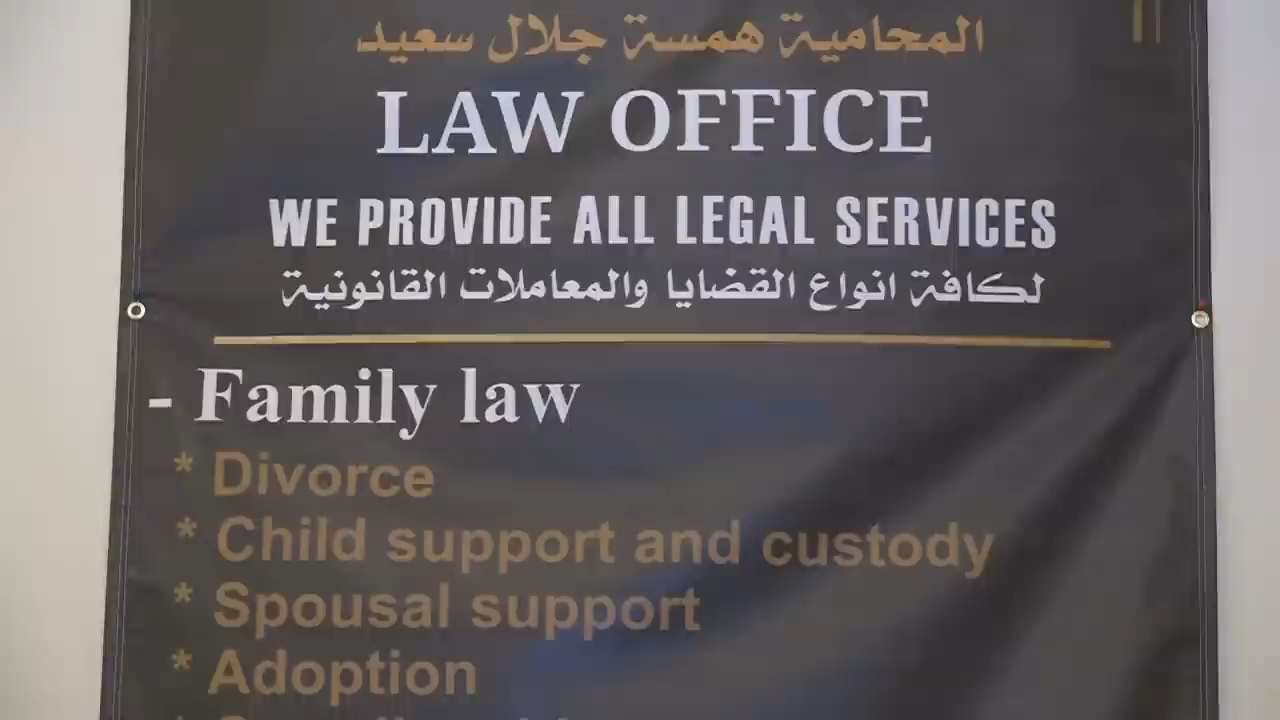 المحامية همسة جلال سعيد
LAW OFFICE
WE PROVIDE ALL LEGAL SERVICES
لكافة انواع القضايا والمعاملات القانونية
- Family law
* Divorce
* Child support and custody
* Spousal support
* Adoption